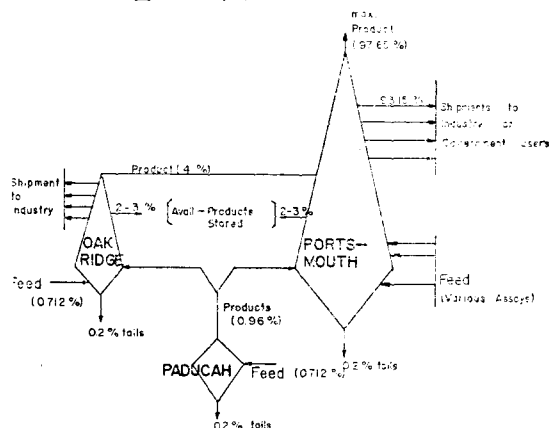 max.
Product
(97.65 %)
Shipments to
Industry or
Government users
Product (4 %)
Shipment
to
Industry
2-3 %
Avail-Products
Stored
2-3 %
OAK
RIDGE
PORTS-
MOUTH
Feed
(0.712 %)
Feed
(Various Assays)
Products
(0.96 %)
0.2 % tails
0.2 % tails
PADUCAH
Feed (0.712 %)
0.2 % tails